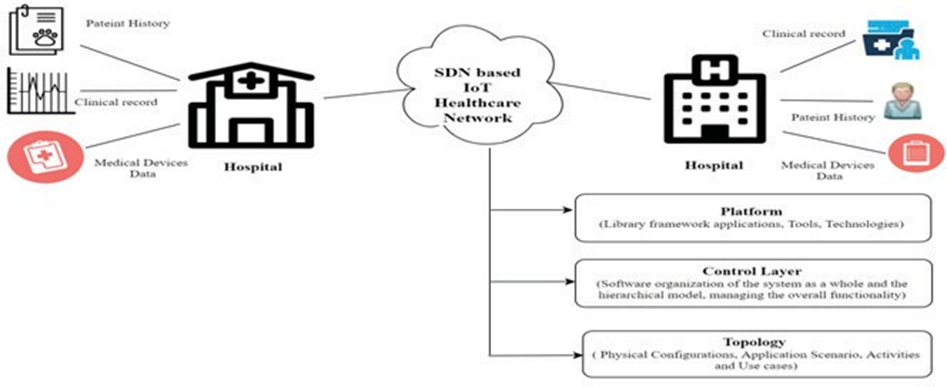 3
Pateint History
Clinical record
Medical Devices
Data
Hospital
SDN based
IoT
Healthcare
Network
H
Clinical record
Pateint History
Medical Devices
Data
Hospital
Platform
(Library framework applications, Tools, Technologies)
Control Layer
(Software organization of the system as a whole and the
hierarchical model, managing the overall functionality)
Topology
( Physical Configurations, Application Scenario, Activities
and Use cases)